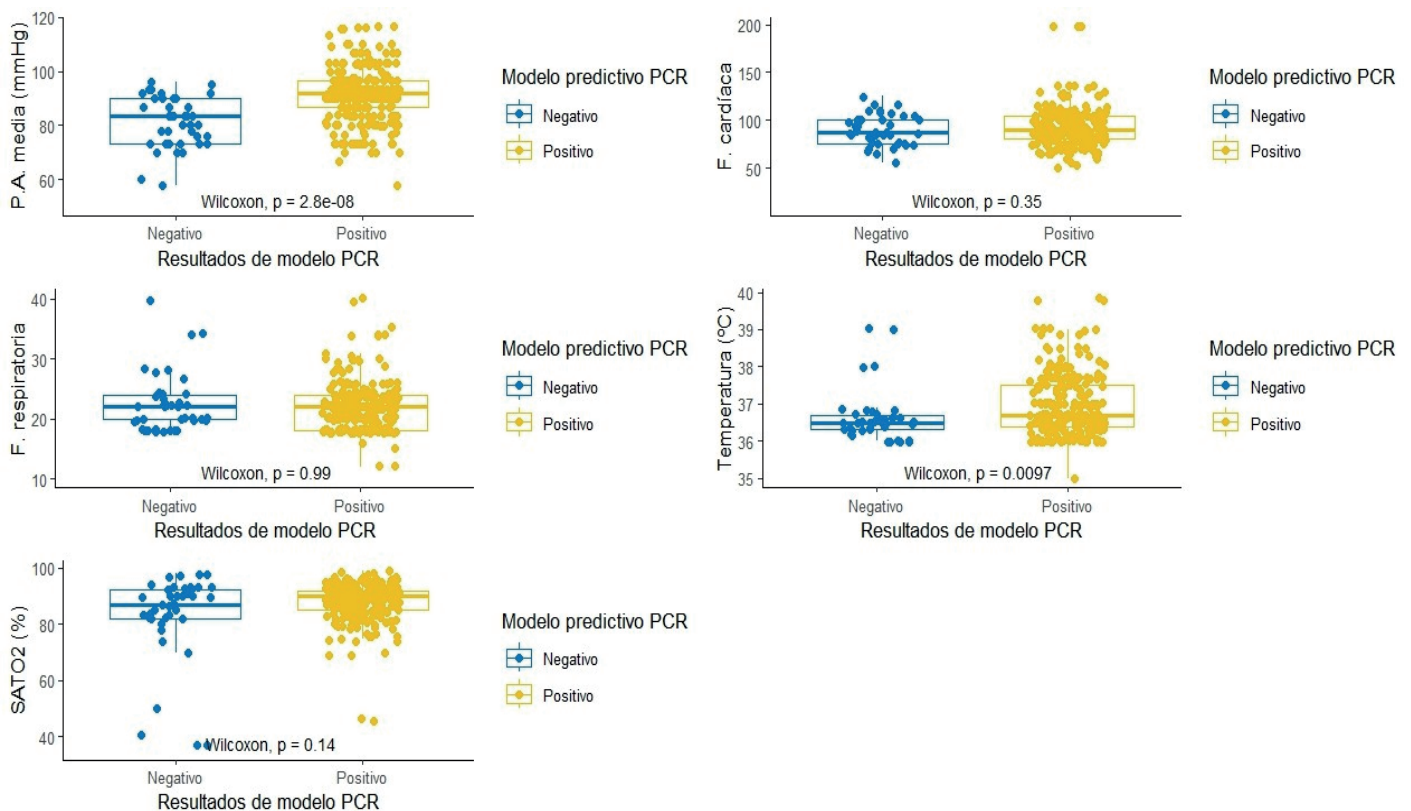 P.A. media (mmHg)
120
100
80
60
Wilcoxon, p = 2.8e-08
Negativo
Positivo
Resultados de modelo PCR
Modelo predictivo PCR
Negativo
Positivo
F. cardíaca
200
150
100
50
Wilcoxon, p = 0.35
Negativo
Positivo
Resultados de modelo PCR
Modelo predictivo PCR
Negativo
Positivo
F. respiratoria
40
30
20
10
Wilcoxon, p = 0.99
Negativo
Positivo
Resultados de modelo PCR
Modelo predictivo PCR
Negativo
Positivo
Temperatura (ºC)
40
39
38
37
36
35
Wilcoxon, p = 0.0097
Negativo
Positivo
Resultados de modelo PCR
Modelo predictivo PCR
Negativo
Positivo
SATO2 (%)
100
80
60
40
Wilcoxon, p = 0.14
Negativo
Positivo
Resultados de modelo PCR
Modelo predictivo PCR
Negativo
Positivo